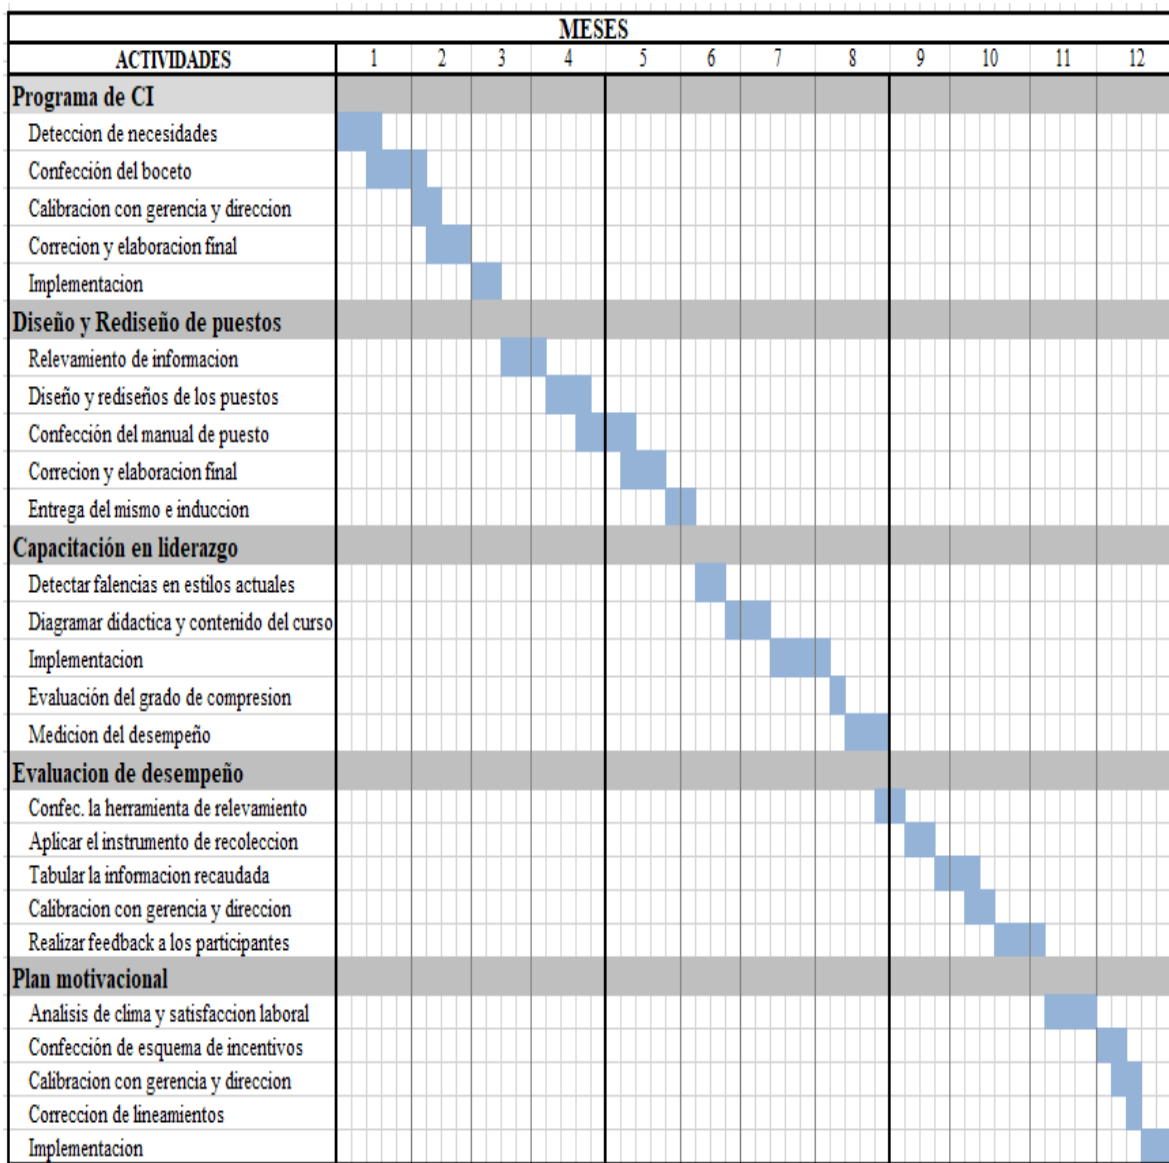 MESES
ACTIVIDADES 1 2 3 4 5 6 7 8 9 10 11 12
Programa de CI
Deteccion de necesidades
Confección del boceto
Calibracion con gerencia y direccion
Correcion y elaboracion final
Implementacion
Diseño y Rediseño de puestos
Relevamiento de informacion
Diseño y rediseños de los puestos
Confección del manual de puesto
Correcion y elaboracion final
Entrega del mismo e induccion
Capacitación en liderazgo
Detectar falencias en estilos actuales
Diagramar didactica y contenido del curso
Implementacion
Evaluación del grado de compresion
Medicion del desempeño
Evaluacion de desempeño
Confec. la herramienta de relevamiento
Aplicar el instrumento de recoleccion
Tabular la informacion recaudada
Calibracion con gerencia y direccion
Realizar feedback a los participantes
Plan motivacional
Analisis de clima y satisfaccion laboral
Confección de esquema de incentivos
Calibracion con gerencia y direccion
Correccion de lineamientos
Implementacion